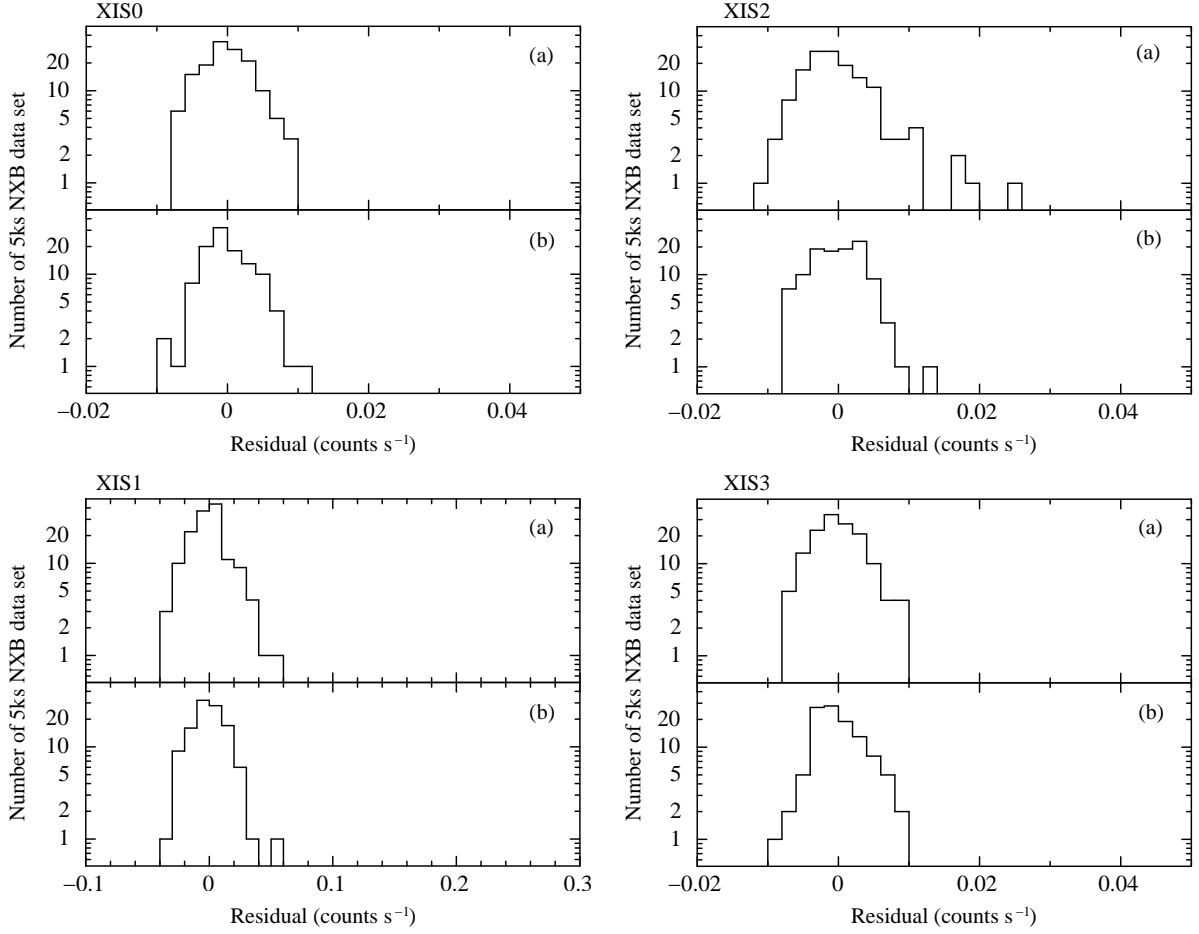 XIS0
(a)
20
10
5
2
1
(b)
20
10
5
2
1
Number of 5ks NXB data set
−0.02 0 0.02 0.04
Residual (counts s⁻¹)
XIS2
(a)
20
10
5
2
1
(b)
20
10
5
2
1
Number of 5ks NXB data set
−0.02 0 0.02 0.04
Residual (counts s⁻¹)
XIS1
(a)
20
10
5
2
1
(b)
20
10
5
2
1
Number of 5ks NXB data set
−0.1 0 0.1 0.2 0.3
Residual (counts s⁻¹)
XIS3
(a)
20
10
5
2
1
(b)
20
10
5
2
1
Number of 5ks NXB data set
−0.02 0 0.02 0.04
Residual (counts s⁻¹)